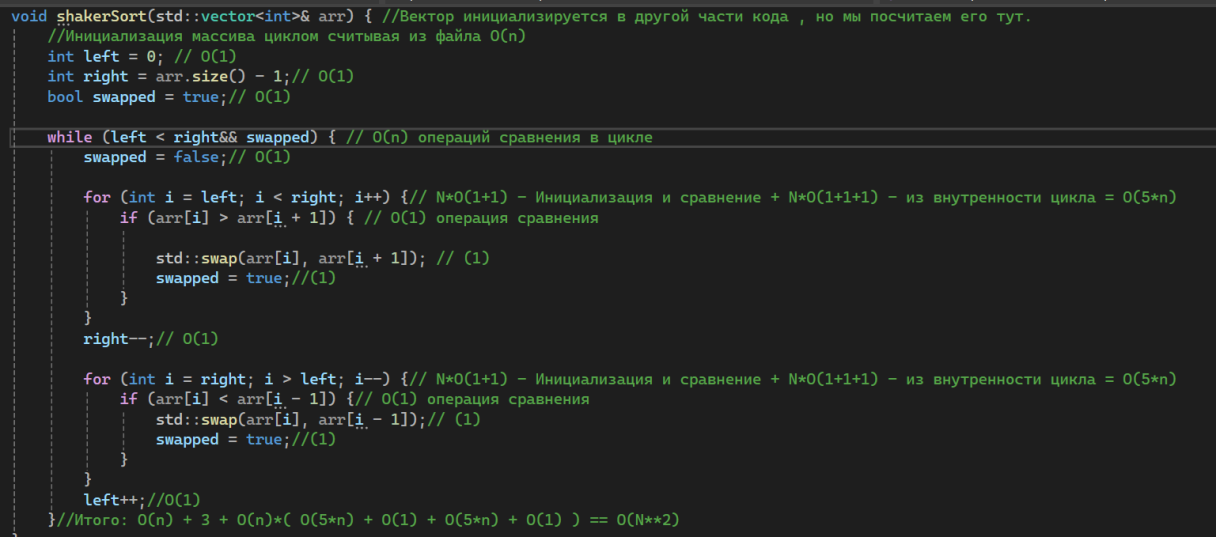 void shakerSort(std::vector<int>& arr) { //Вектор инициализируется в другой части кода , но мы посчитаем его тут.
//Инициализация массива циклом считывая из файла O(n)
int left = 0; // O(1)
int right = arr.size() - 1;// O(1)
bool swapped = true;// O(1)
while (left < right&& swapped) { // O(n) операций сравнения в цикле
swapped = false;// O(1)
for (int i = left; i < right; i++) {// N*O(1+1) - Инициализация и сравнение + N*O(1+1+1) - из внутренности цикла = O(5*n)
if (arr[i] > arr[i + 1]) { // O(1) операция сравнения
std::swap(arr[i], arr[i + 1]); // (1)
swapped = true;//(1)
}
}
right--;// O(1)
for (int i = right; i > left; i--) {// N*O(1+1) - Инициализация и сравнение + N*O(1+1+1) - из внутренности цикла = O(5*n)
if (arr[i] < arr[i - 1]) {// O(1) операция сравнения
std::swap(arr[i], arr[i - 1]);// (1)
swapped = true;//(1)
}
}
left++;//O(1)
}//Итого: O(n) + 3 + O(n)*( O(5*n) + O(1) + O(5*n) + O(1) ) == O(N**2)